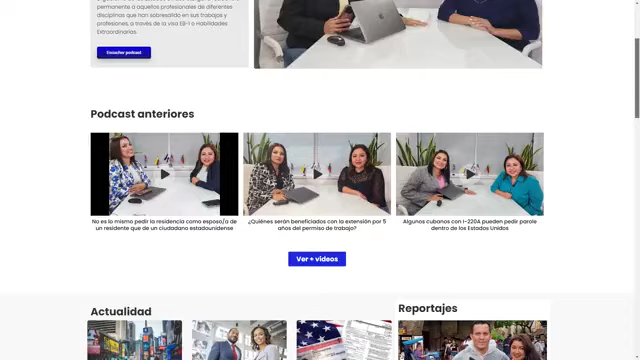 permanente a aquellos profesionales de diferentes
disciplinas que han sobresalido en sus trabajos y
profesiones, a través de la visa EB-1 o Habilidades
Extraordinarias.
Escuchar podcast
Podcast anteriores
No es lo mismo pedir la residencia como esposo/a de
un residente que de un ciudadano estadounidense
¿Quiénes serán beneficiados con la extensión por 5
años del permiso de trabajo?
Algunos cubanos con I-220A pueden pedir parole
dentro de los Estados Unidos
Ver + videos
Actualidad
Reportajes